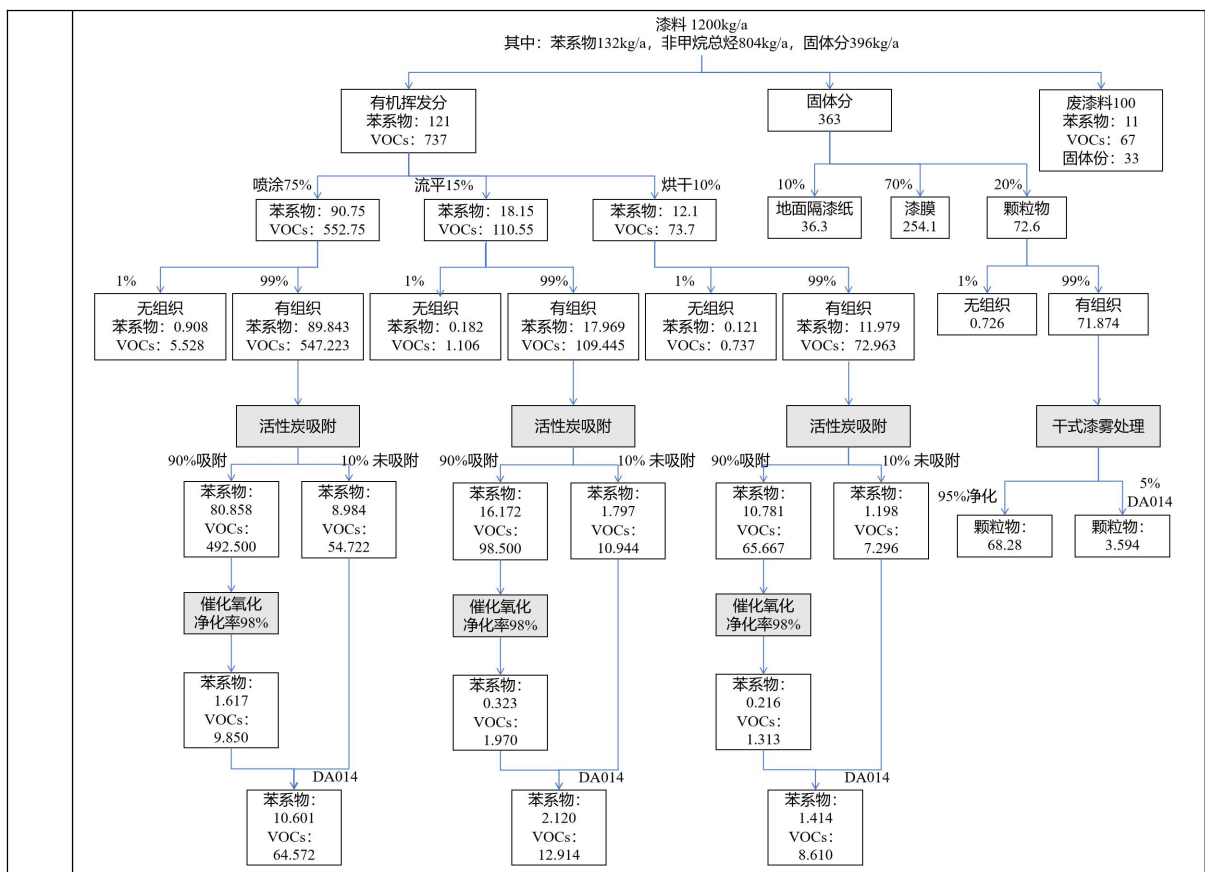 漆料 1200kg/a
其中：苯系物132kg/a，非甲烷总烃804kg/a，固体分396kg/a
有机挥发分
苯系物：121
VOCs：737
固体分
363
废漆料100
苯系物：11
VOCs：67
固体份：33
喷涂75%
流平15%
烘干10%
10%
70%
20%
苯系物：90.75
VOCs：552.75
苯系物：18.15
VOCs：110.55
苯系物：12.1
VOCs：73.7
地面隔漆纸
36.3
漆膜
254.1
颗粒物
72.6
1%
99%
1%
99%
1%
99%
1%
99%
无组织
苯系物：0.908
VOCs：5.528
有组织
苯系物：89.843
VOCs：547.223
无组织
苯系物：0.182
VOCs：1.106
有组织
苯系物：17.969
VOCs：109.445
无组织
苯系物：0.121
VOCs：0.737
有组织
苯系物：11.979
VOCs：72.963
无组织
0.726
有组织
71.874
活性炭吸附
活性炭吸附
活性炭吸附
干式漆雾处理
90%吸附
10% 未吸附
90%吸附
10% 未吸附
90%吸附
10% 未吸附
95%净化
5%
DA014
苯系物：
80.858
VOCs：
492.500
苯系物：
8.984
VOCs：
54.722
苯系物：
16.172
VOCs：
98.500
苯系物：
1.797
VOCs：
10.944
苯系物：
10.781
VOCs：
65.667
苯系物：
1.198
VOCs：
7.296
颗粒物：
68.28
颗粒物：
3.594
催化氧化
净化率98%
催化氧化
净化率98%
催化氧化
净化率98%
苯系物：
1.617
VOCs：
9.850
苯系物：
0.323
VOCs：
1.970
苯系物：
0.216
VOCs：
1.313
DA014
DA014
DA014
苯系物：
10.601
VOCs：
64.572
苯系物：
2.120
VOCs：
12.914
苯系物：
1.414
VOCs：
8.610